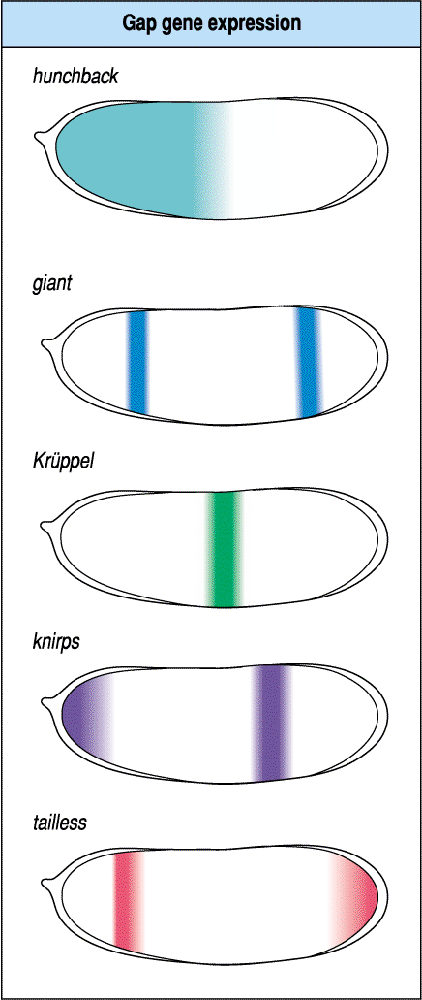 Gap gene expression
hunchback
giant
Krüppel
knirps
tailless